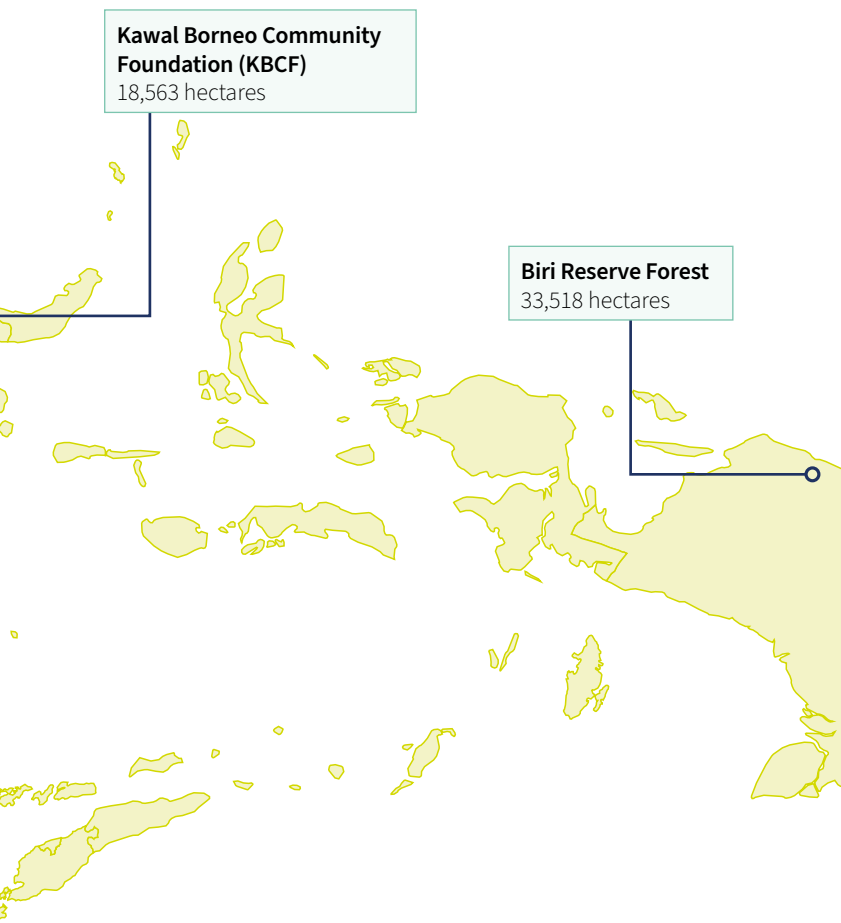 Kawal Borneo Community
Foundation (KBCF)
18,563 hectares
Biri Reserve Forest
33,518 hectares